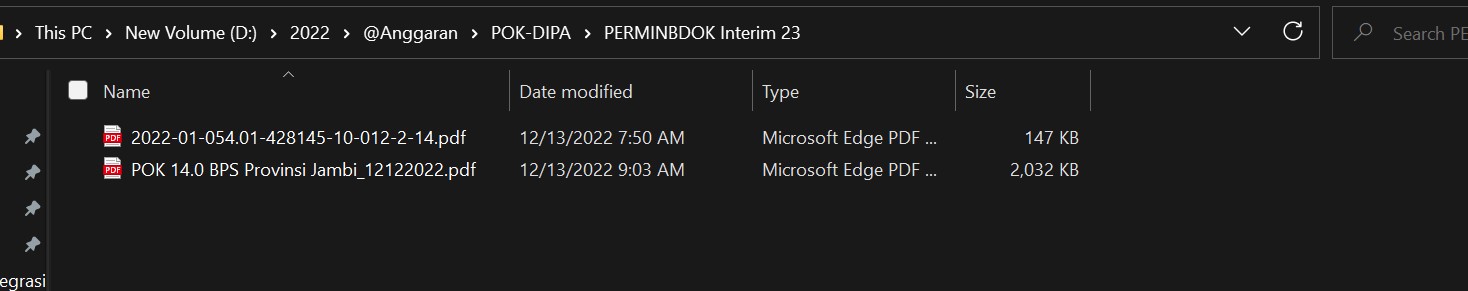 This PC > New Volume (D:) > 2022 > @Anggaran > POK-DIPA > PERMINBDOK Interim 23
Search PE
Name Date modified Type Size
PDF 2022-01-054.01-428145-10-012-2-14.pdf 12/13/2022 7:50 AM Microsoft Edge PDF ... 147 KB
PDF POK 14.0 BPS Provinsi Jambi_12122022.pdf 12/13/2022 9:03 AM Microsoft Edge PDF ... 2,032 KB
egrasi